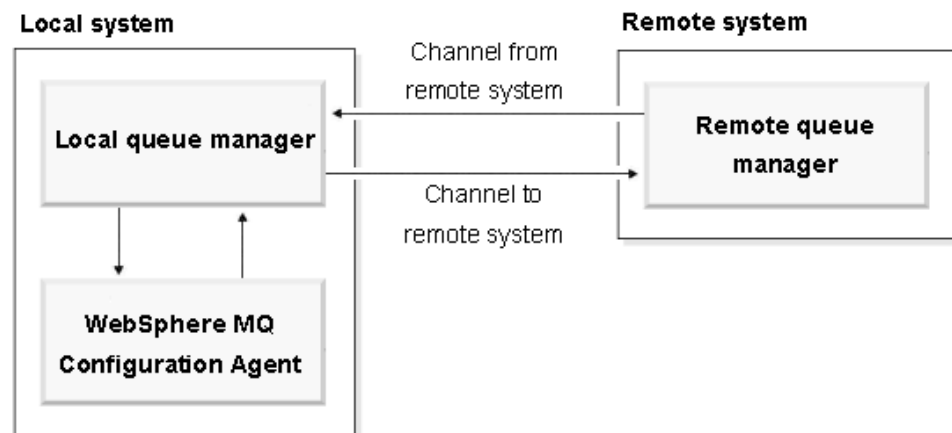 Local system
Remote system
Channel from
remote system
Local queue manager
Remote queue
manager
Channel to
remote system
WebSphere MQ
Configuration Agent